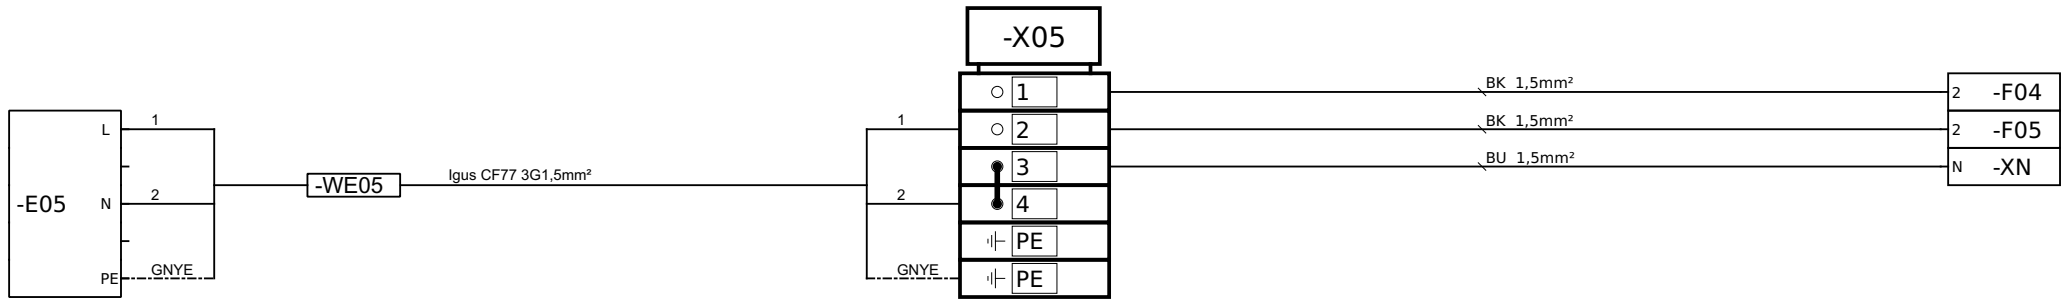 -X05
1 BK 1,5mm² 2 -F04
L 1 1 2 BK 1,5mm² 2 -F05
3 BU 1,5mm² N -XN
-WE05 Igus CF77 3G1,5mm²
-E05 N 2 2 4
PE
PE GNYE GNYE PE